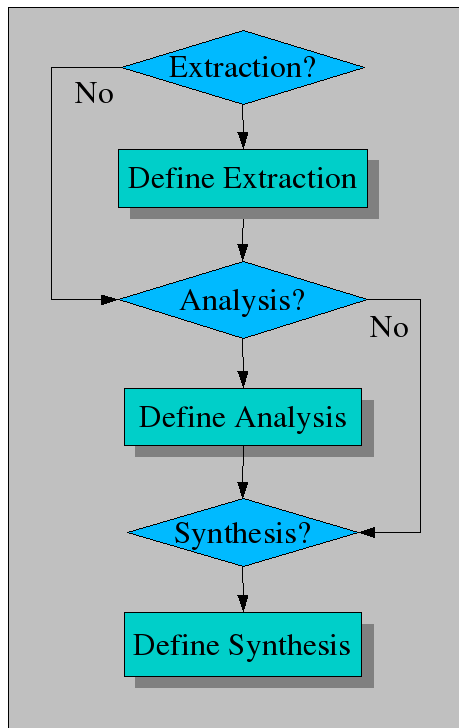 Extraction?
No
Define Extraction
Analysis?
No
Define Analysis
Synthesis?
Define Synthesis